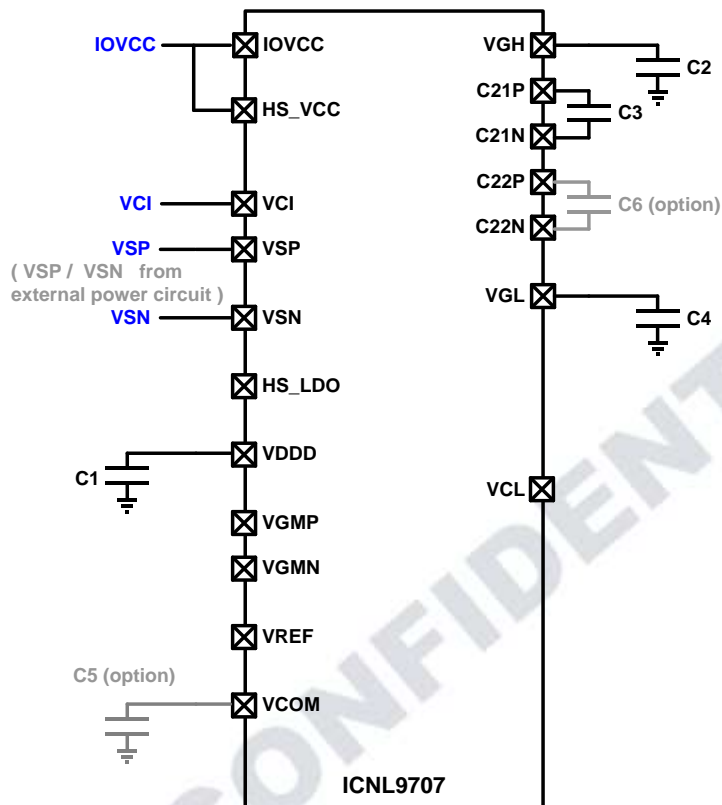 IOVCC
IOVCC
HS_VCC
VCI
VCI
VSP
VSP
( VSP / VSN from
external power circuit )
VSN
VSN
HS_LDO
C1
VDDD
VGMP
VGMN
VREF
C5 (option)
VCOM
VGH
C2
C21P
C3
C21N
C22P
C6 (option)
C22N
VGL
C4
VCL
ICNL9707
CONFIDENT